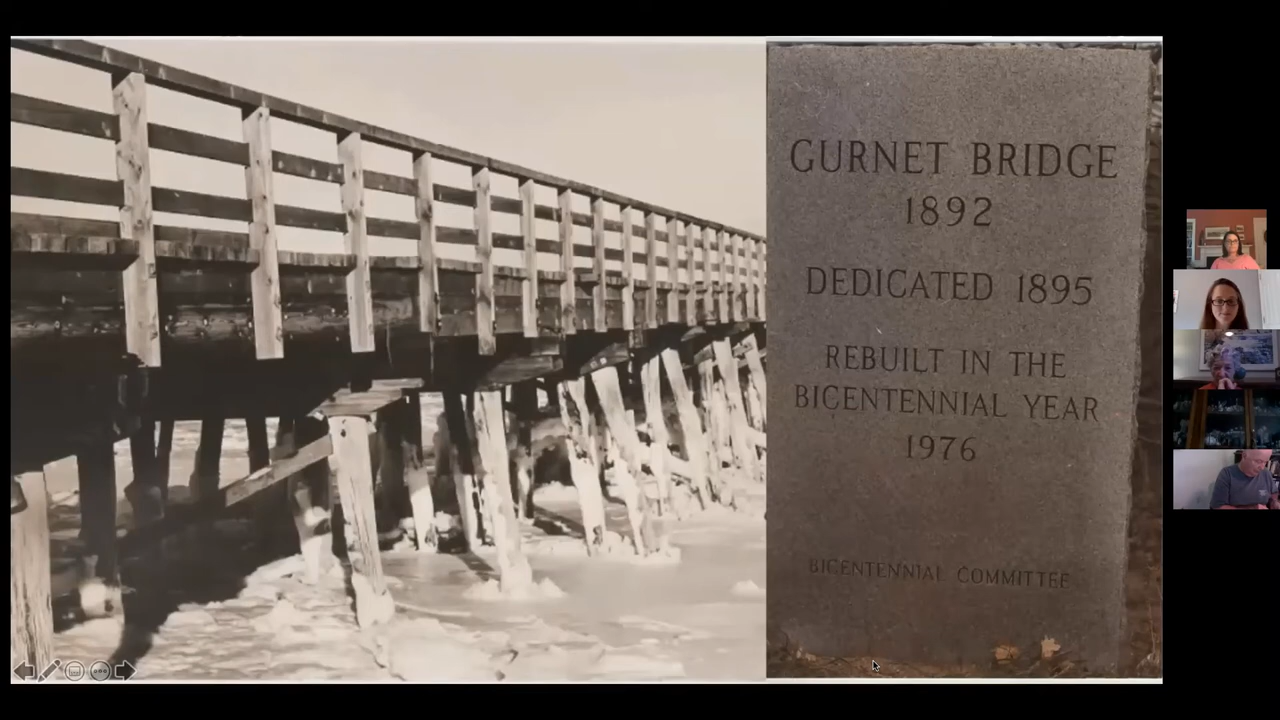 GURNET BRIDGE
1892
DEDICATED 1895
REBUILT IN THE
BICENTENNIAL YEAR
1976
BICENTENNIAL COMMITTEE